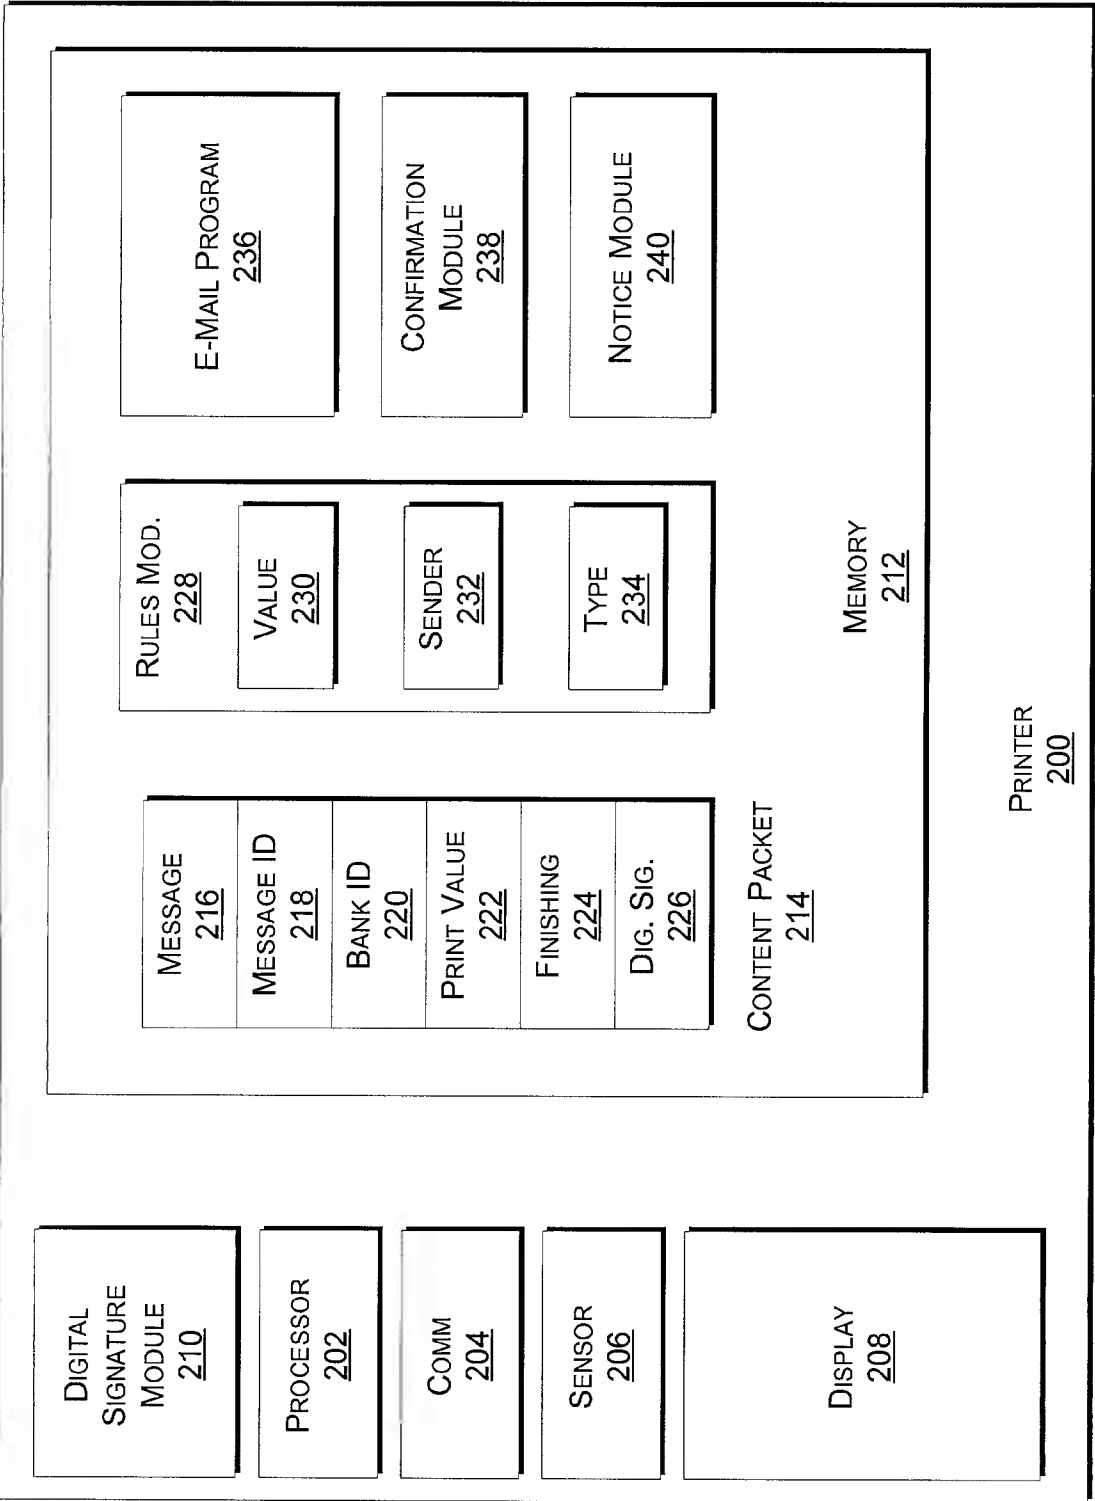 DIGITAL
SIGNATURE
MODULE
210
PROCESSOR
202
COMM
204
SENSOR
206
DISPLAY
208
MESSAGE
216
MESSAGE ID
218
BANK ID
220
PRINT VALUE
222
FINISHING
224
DIG. SIG.
226
CONTENT PACKET
214
RULES MOD.
228
VALUE
230
SENDER
232
TYPE
234
E-MAIL PROGRAM
236
CONFIRMATION
MODULE
238
NOTICE MODULE
240
MEMORY
212
PRINTER
200